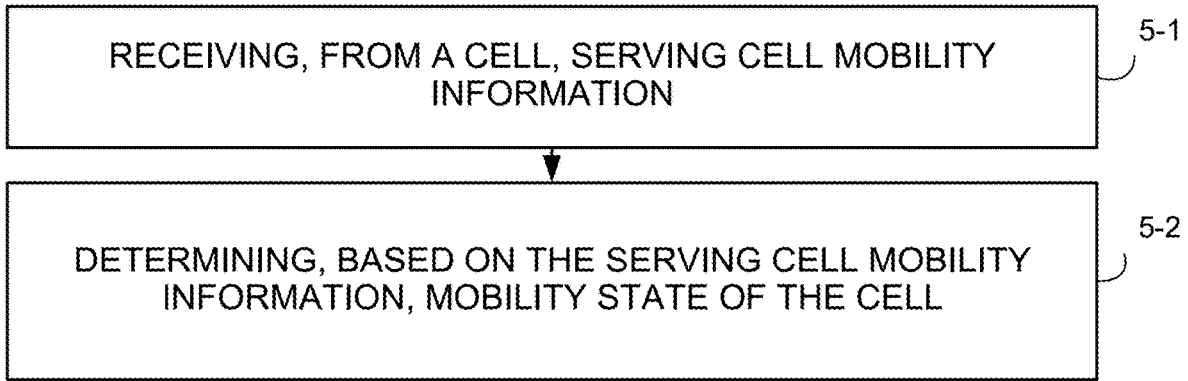 RECEIVING, FROM A CELL, SERVING CELL MOBILITY
INFORMATION
5-1
DETERMINING, BASED ON THE SERVING CELL MOBILITY
INFORMATION, MOBILITY STATE OF THE CELL
5-2